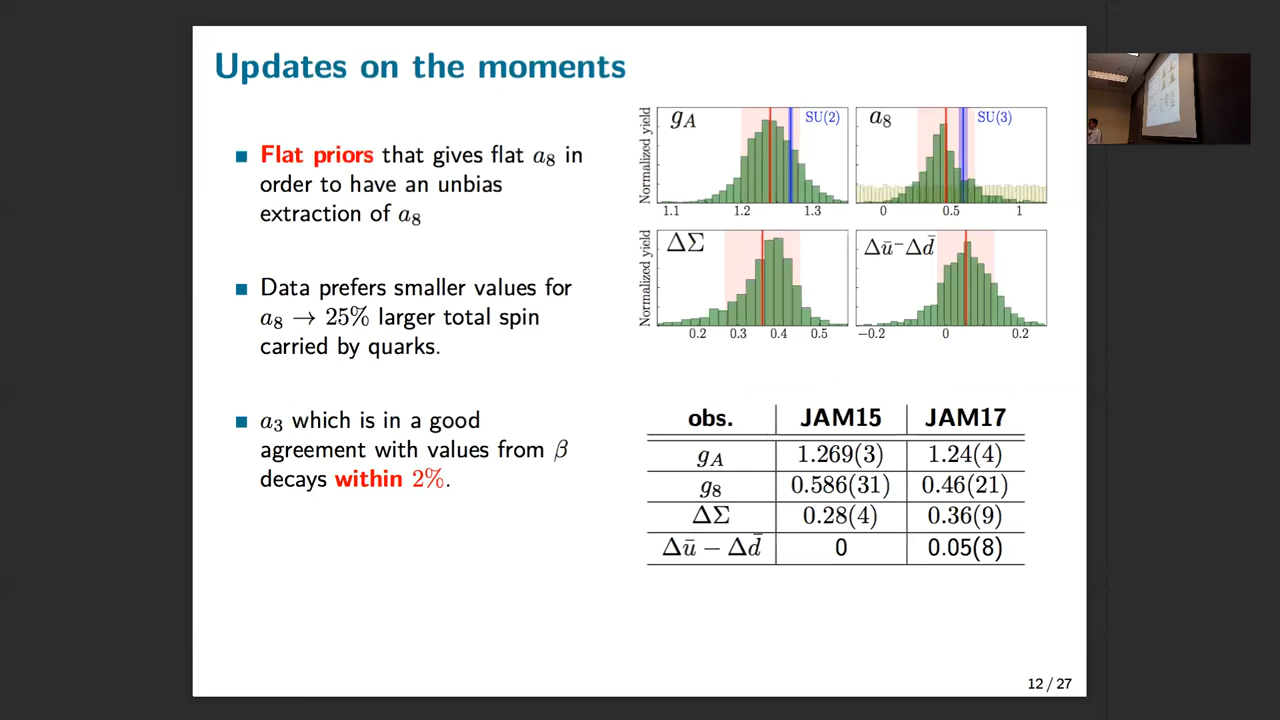 Updates on the moments
Flat priors that gives flat a₈ in
order to have an unbias
extraction of a₈
Data prefers smaller values for
a₈ → 25% larger total spin
carried by quarks.
a₃ which is in a good
agreement with values from β
decays within 2%.
Normalized yield
g_A
SU(2)
1.1 1.2 1.3
a₈
SU(3)
0 0.5 1
Normalized yield
ΔΣ
0.2 0.3 0.4 0.5
Δū−Δd̄
−0.2 0 0.2
obs. JAM15 JAM17
g_A 1.269(3) 1.24(4)
g₈ 0.586(31) 0.46(21)
ΔΣ 0.28(4) 0.36(9)
Δū − Δd̄ 0 0.05(8)
12 / 27